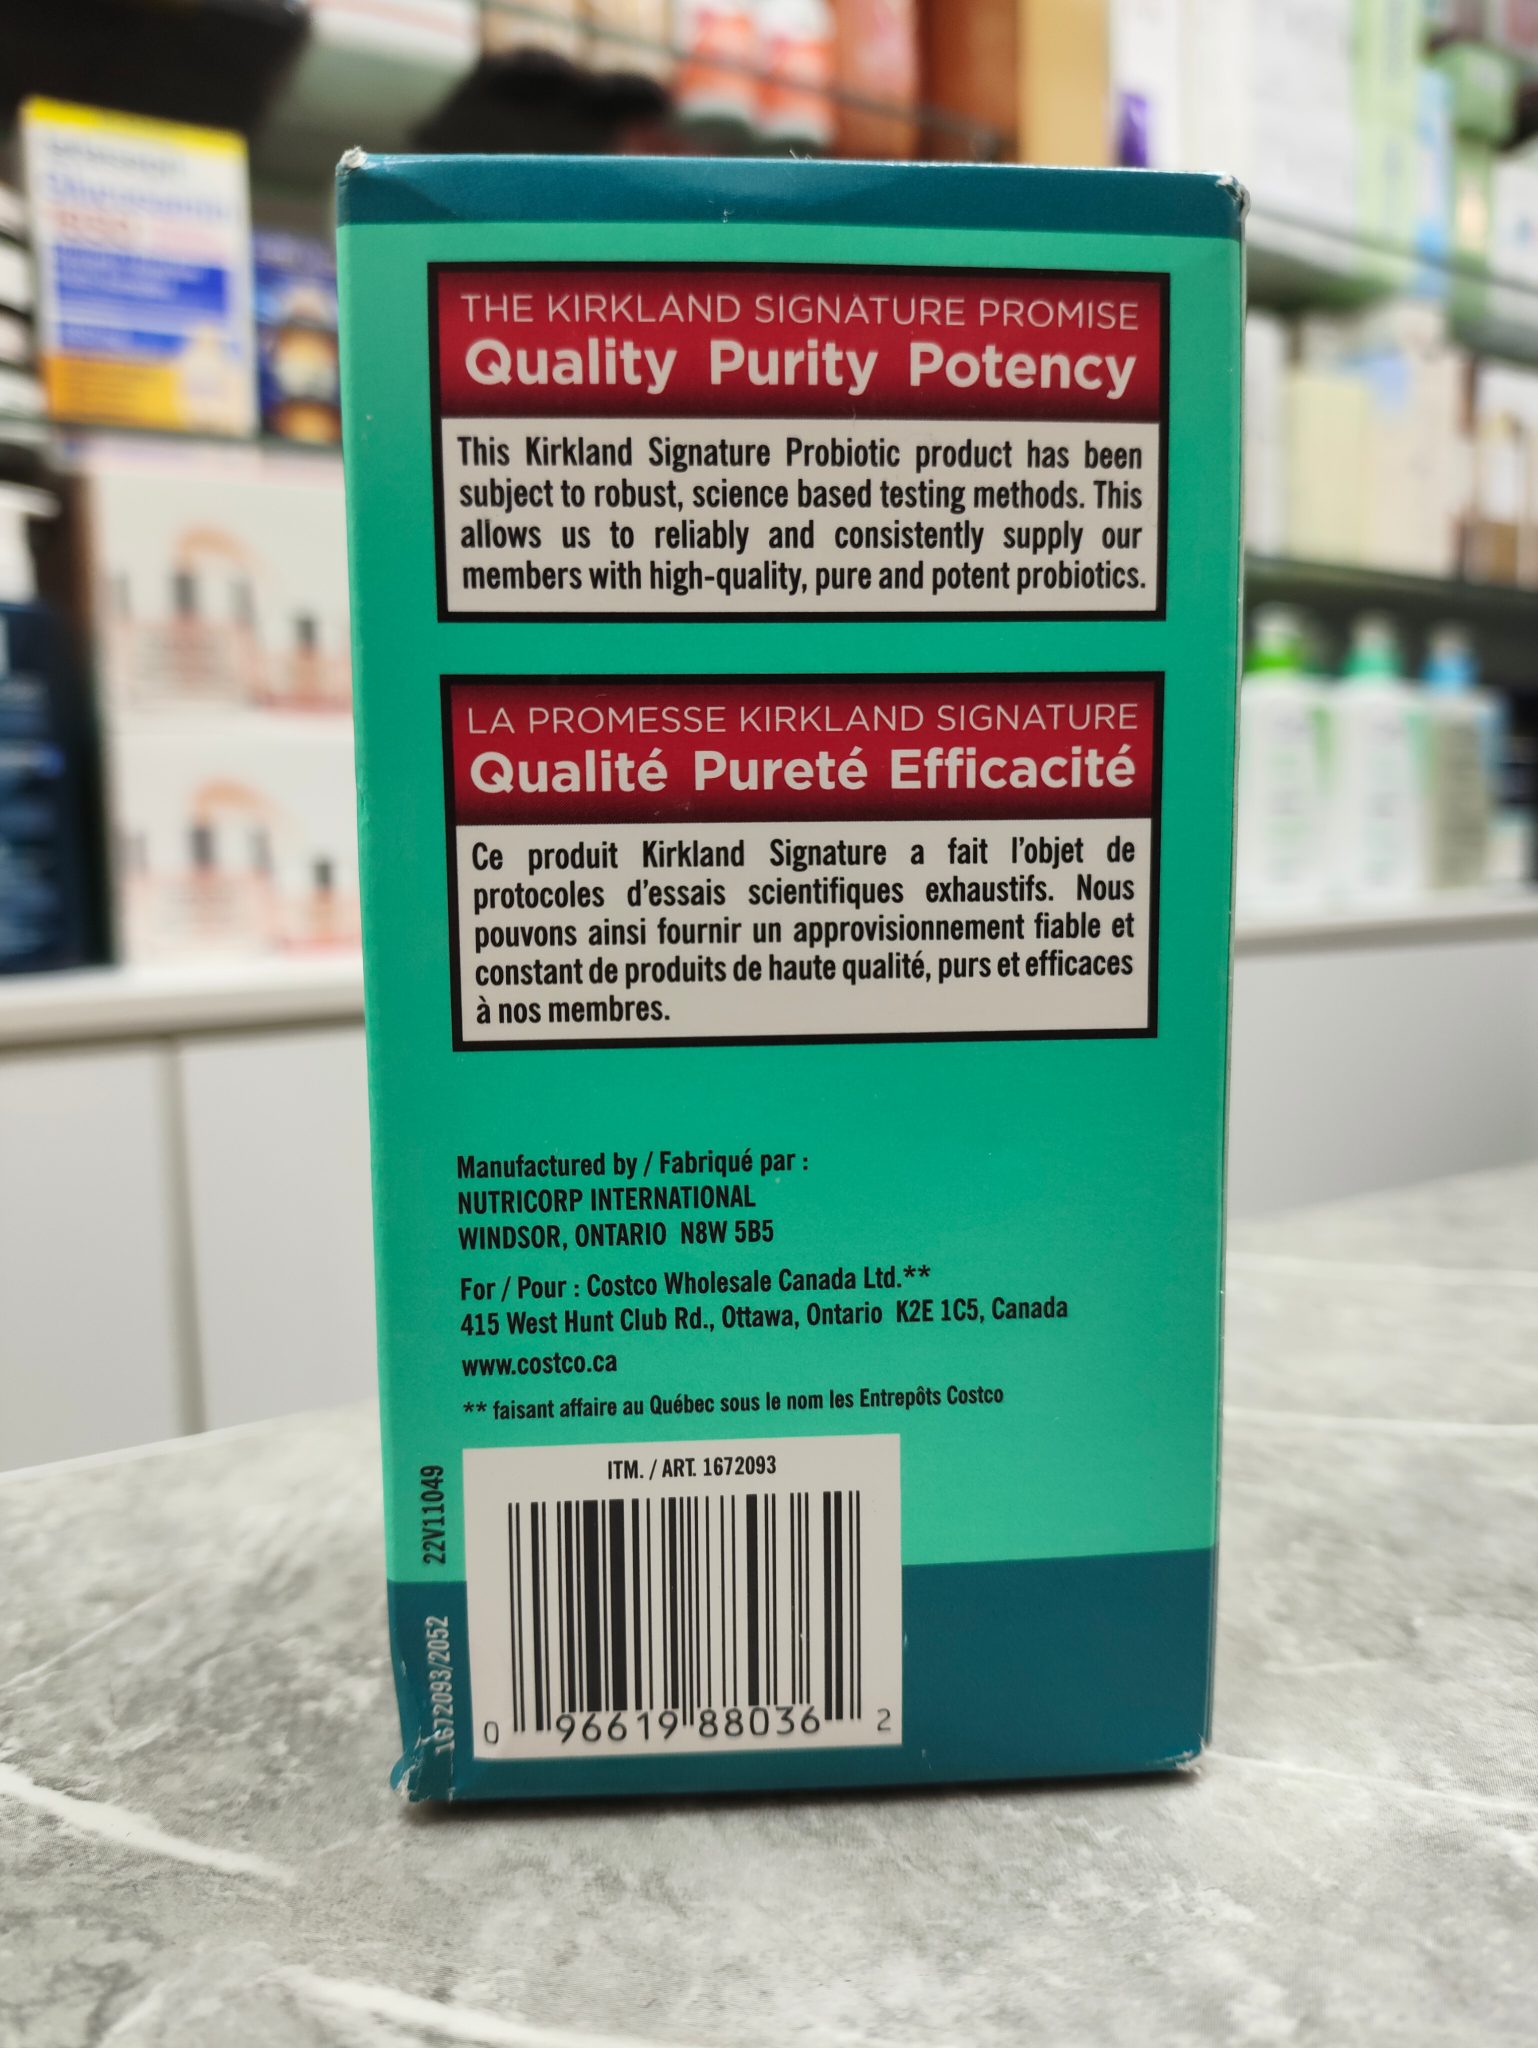 THE KIRKLAND SIGNATURE PROMISE
Quality Purity Potency
This Kirkland Signature Probiotic product has been
subject to robust, science based testing methods. This
allows us to reliably and consistently supply our
members with high-quality, pure and potent probiotics.
LA PROMESSE KIRKLAND SIGNATURE
Qualité Pureté Efficacité
Ce produit Kirkland Signature a fait l'objet de
protocoles d'essais scientifiques exhaustifs. Nous
pouvons ainsi fournir un approvisionnement fiable et
constant de produits de haute qualité, purs et efficaces
à nos membres.
Manufactured by / Fabriqué par :
NUTRICORP INTERNATIONAL
WINDSOR, ONTARIO N8W 5B5
For / Pour : Costco Wholesale Canada Ltd.**
415 West Hunt Club Rd., Ottawa, Ontario K2E 1C5, Canada
www.costco.ca
** faisant affaire au Québec sous le nom les Entrepôts Costco
ITM. / ART. 1672093
0 96619 88036 2
22V11049
1672093/2052